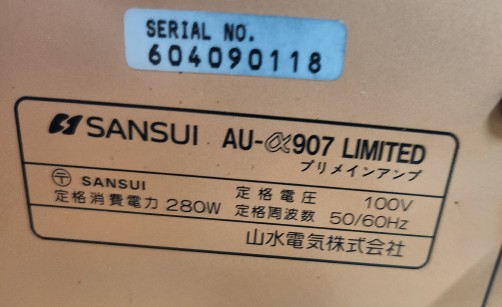 SERIAL NO.
604090118
SANSUI AU-α907 LIMITED
プリメインアンプ
〒 SANSUI 定格電圧 100V
定格消費電力 280W 定格周波数 50/60Hz
山水電気株式会社